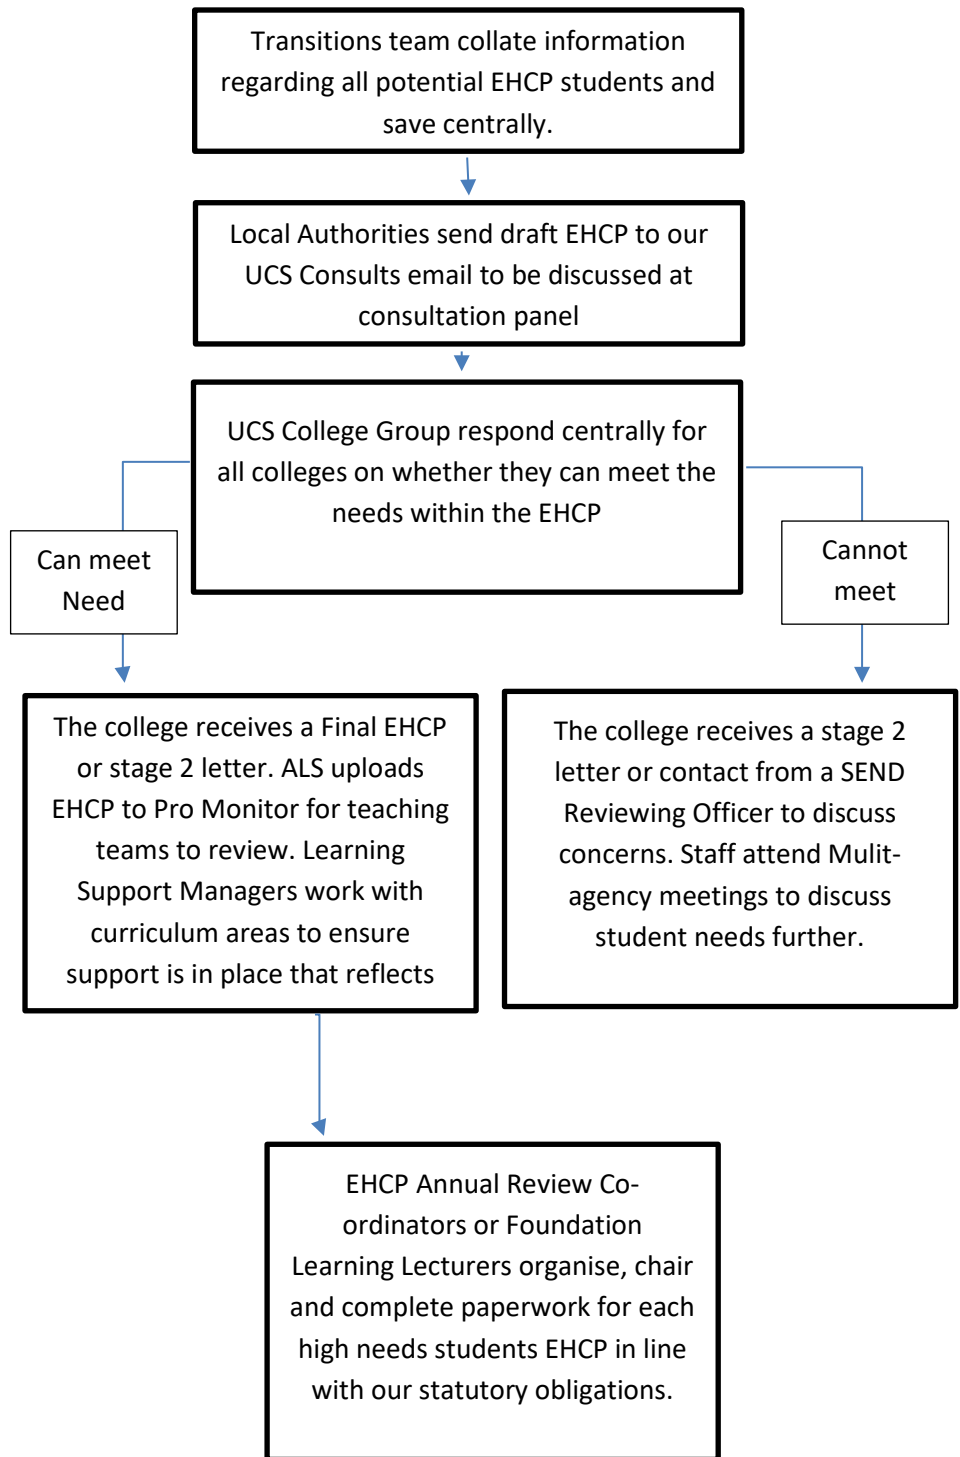 Transitions team collate information
regarding all potential EHCP students and
save centrally.
Local Authorities send draft EHCP to our
UCS Consults email to be discussed at
consultation panel
UCS College Group respond centrally for
all colleges on whether they can meet the
needs within the EHCP
Can meet
Need
Cannot
meet
The college receives a Final EHCP
or stage 2 letter. ALS uploads
EHCP to Pro Monitor for teaching
teams to review. Learning
Support Managers work with
curriculum areas to ensure
support is in place that reflects
The college receives a stage 2
letter or contact from a SEND
Reviewing Officer to discuss
concerns. Staff attend Mulit-
agency meetings to discuss
student needs further.
EHCP Annual Review Co-
ordinators or Foundation
Learning Lecturers organise, chair
and complete paperwork for each
high needs students EHCP in line
with our statutory obligations.